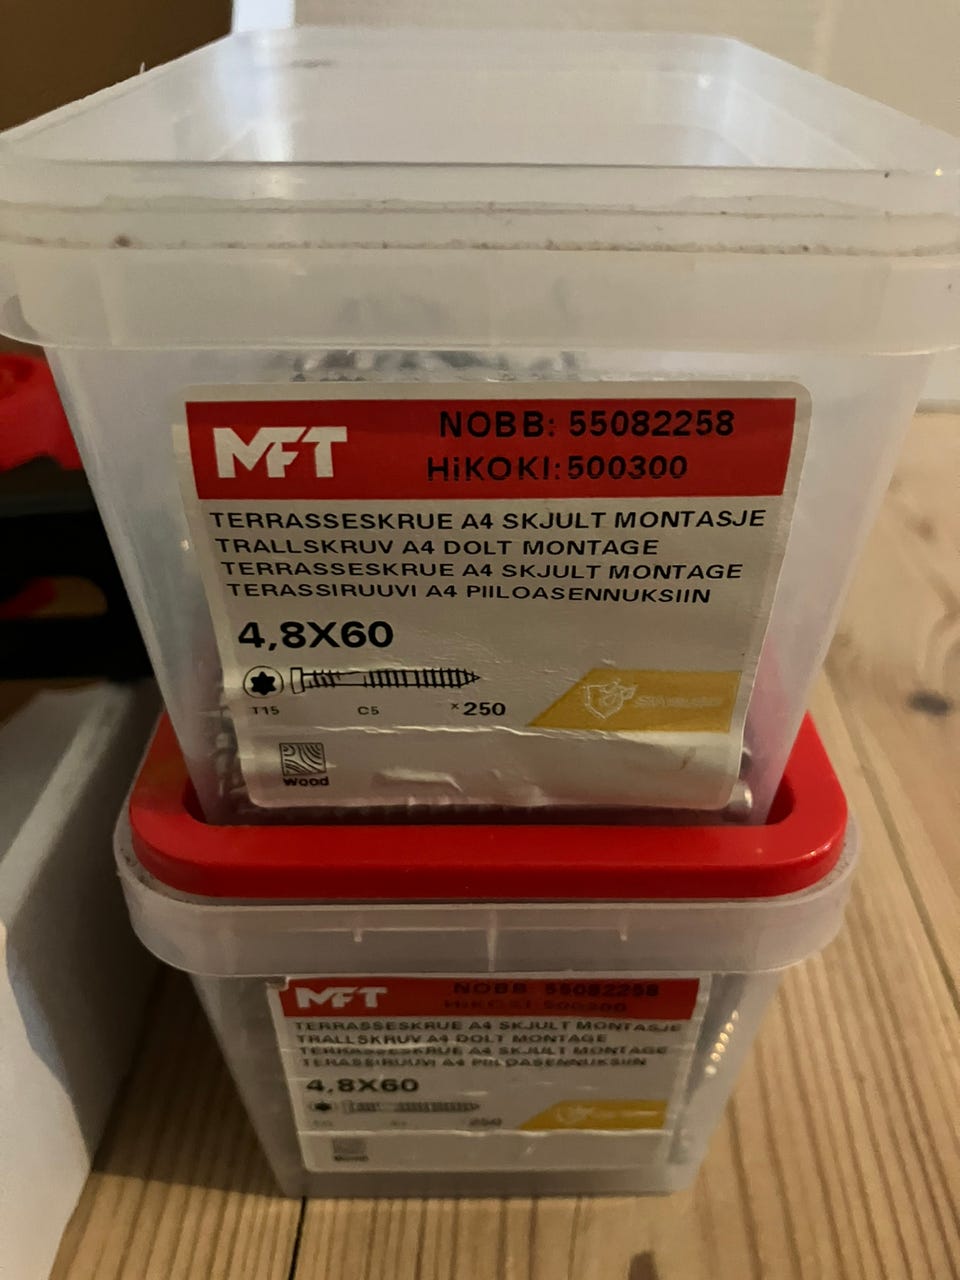 MFT
NOBB: 55082258
HiKOKI:500300
TERRASSESKRUE A4 SKJULT MONTASJE
TRALLSKRUV A4 DOLT MONTAGE
TERRASSESKRUE A4 SKJULT MONTAGE
TERASSIRUUVI A4 PIILOASENNUKSIIN
4,8X60
T15 C5 x250
wood
MFT
NOBB: 55082258
HiKOKI:500300
TERRASSESKRUE A4 SKJULT MONTASJE
TRALLSKRUV A4 DOLT MONTAGE
TERRASSESKRUE A4 SKJULT MONTAGE
TERASSIRUUVI A4 PIILOASENNUKSIIN
4,8X60
250